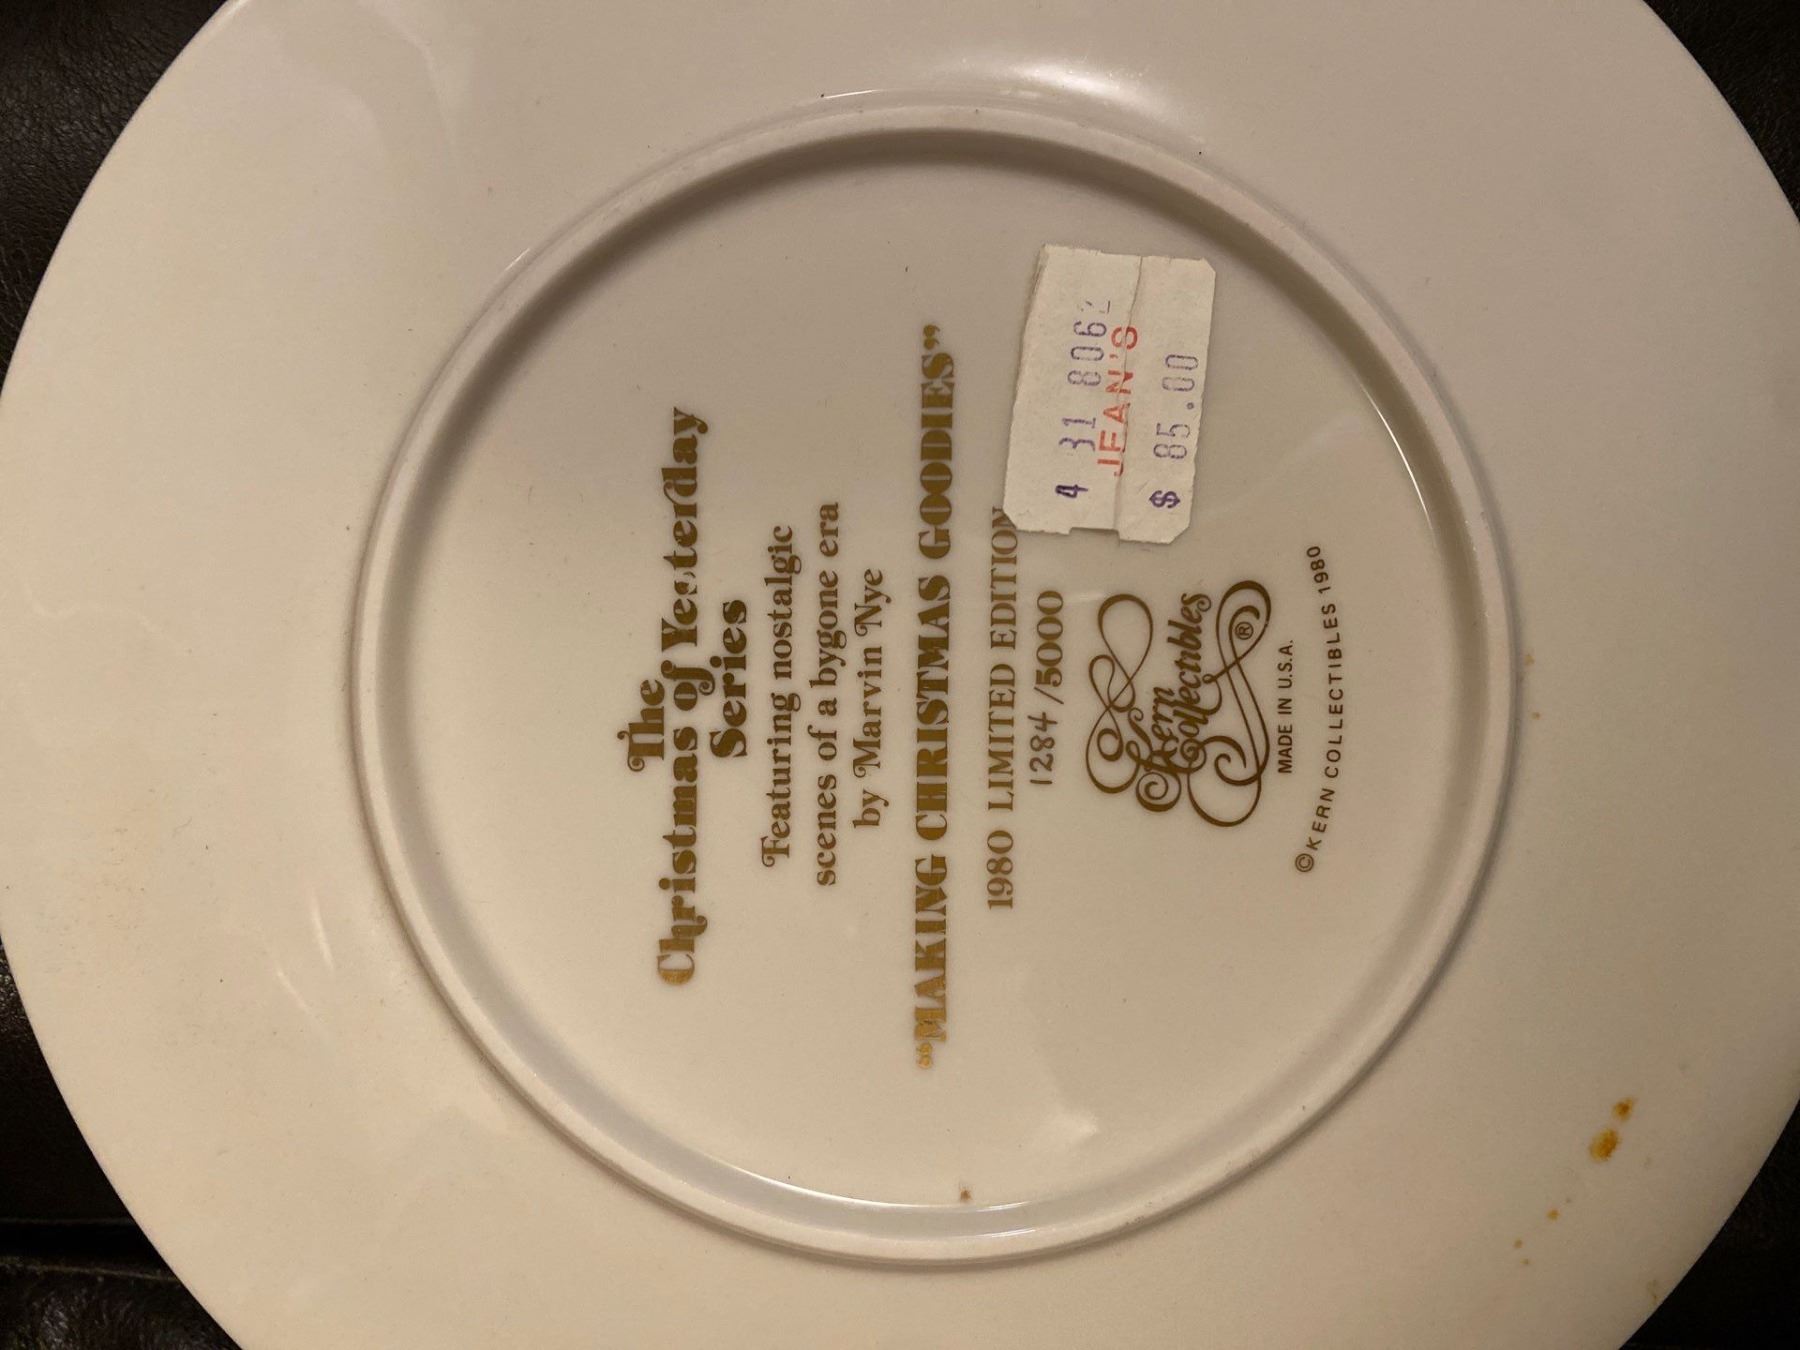 The
Christmas of Yesterday
Series
Featuring nostalgic
scenes of a bygone era
by Marvin Nye
“MAKING CHRISTMAS GOODIES”
1980 LIMITED EDITION
1284/5000
4 31 8062
JEAN'S
$ 85.00
Kern
Collectibles ®
MADE IN U.S.A.
©KERN COLLECTIBLES 1980